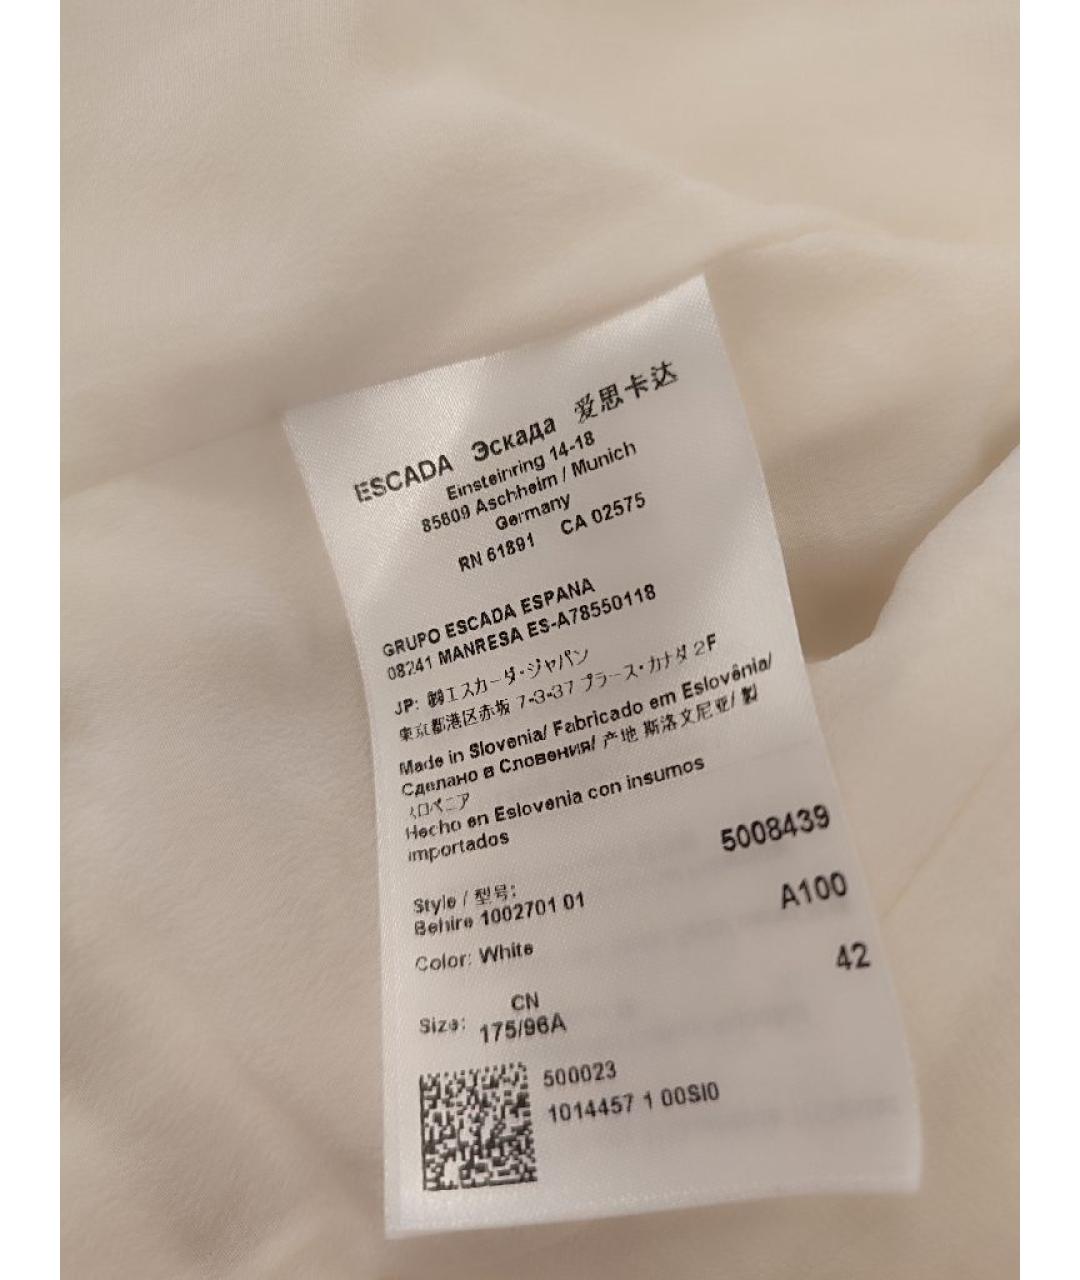 ESCADA Эскада 爱思卡达
Einsteinring 14-18
85609 Aschheim / Munich
Germany
RN 61891 CA 02575
GRUPO ESCADA ESPANA
08241 MANRESA ES-A78550118
JP: ㈱エスカーダ・ジャパン
東京都港区赤坂 7-3-37 プラース・カナダ 2F
Made in Slovenia/ Fabricado em Eslovênia/
Сделано в Словения/ 产地 斯洛文尼亚/ 製
スロベニア
Hecho en Eslovenia con insumos
importados
5008439
Style / 型号:
Behire 1002701 01
A100
Color: White
42
CN
Size: 175/96A
500023
1014457 1 00SI0